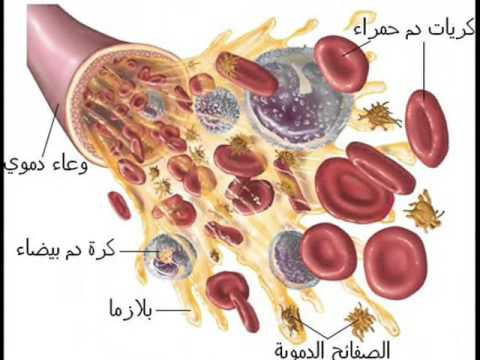 كريات دم حمراء
وعاء دموي
كرة دم بيضاء
بلازما
الصفائح الدموية